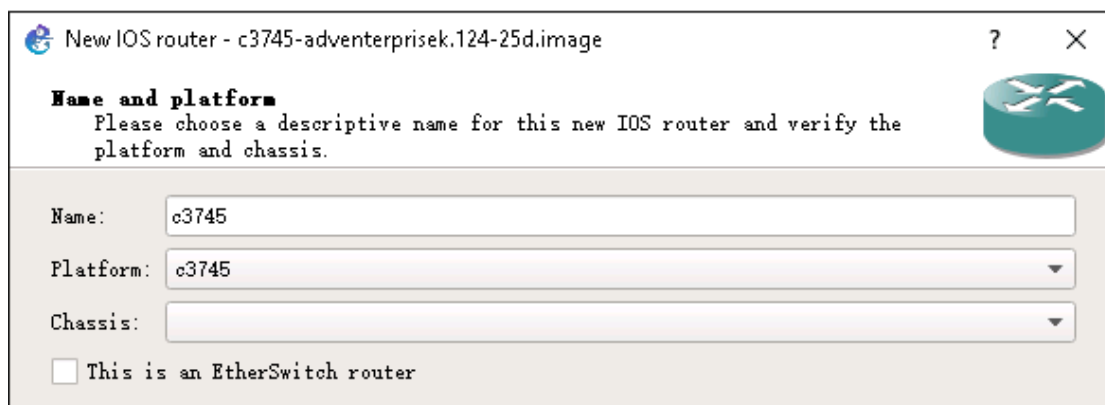 New IOS router - c3745-adventerprisek.124-25d.image
? ×
Name and platform
Please choose a descriptive name for this new IOS router and verify the
platform and chassis.
Name: c3745
Platform: c3745
Chassis:
This is an EtherSwitch router